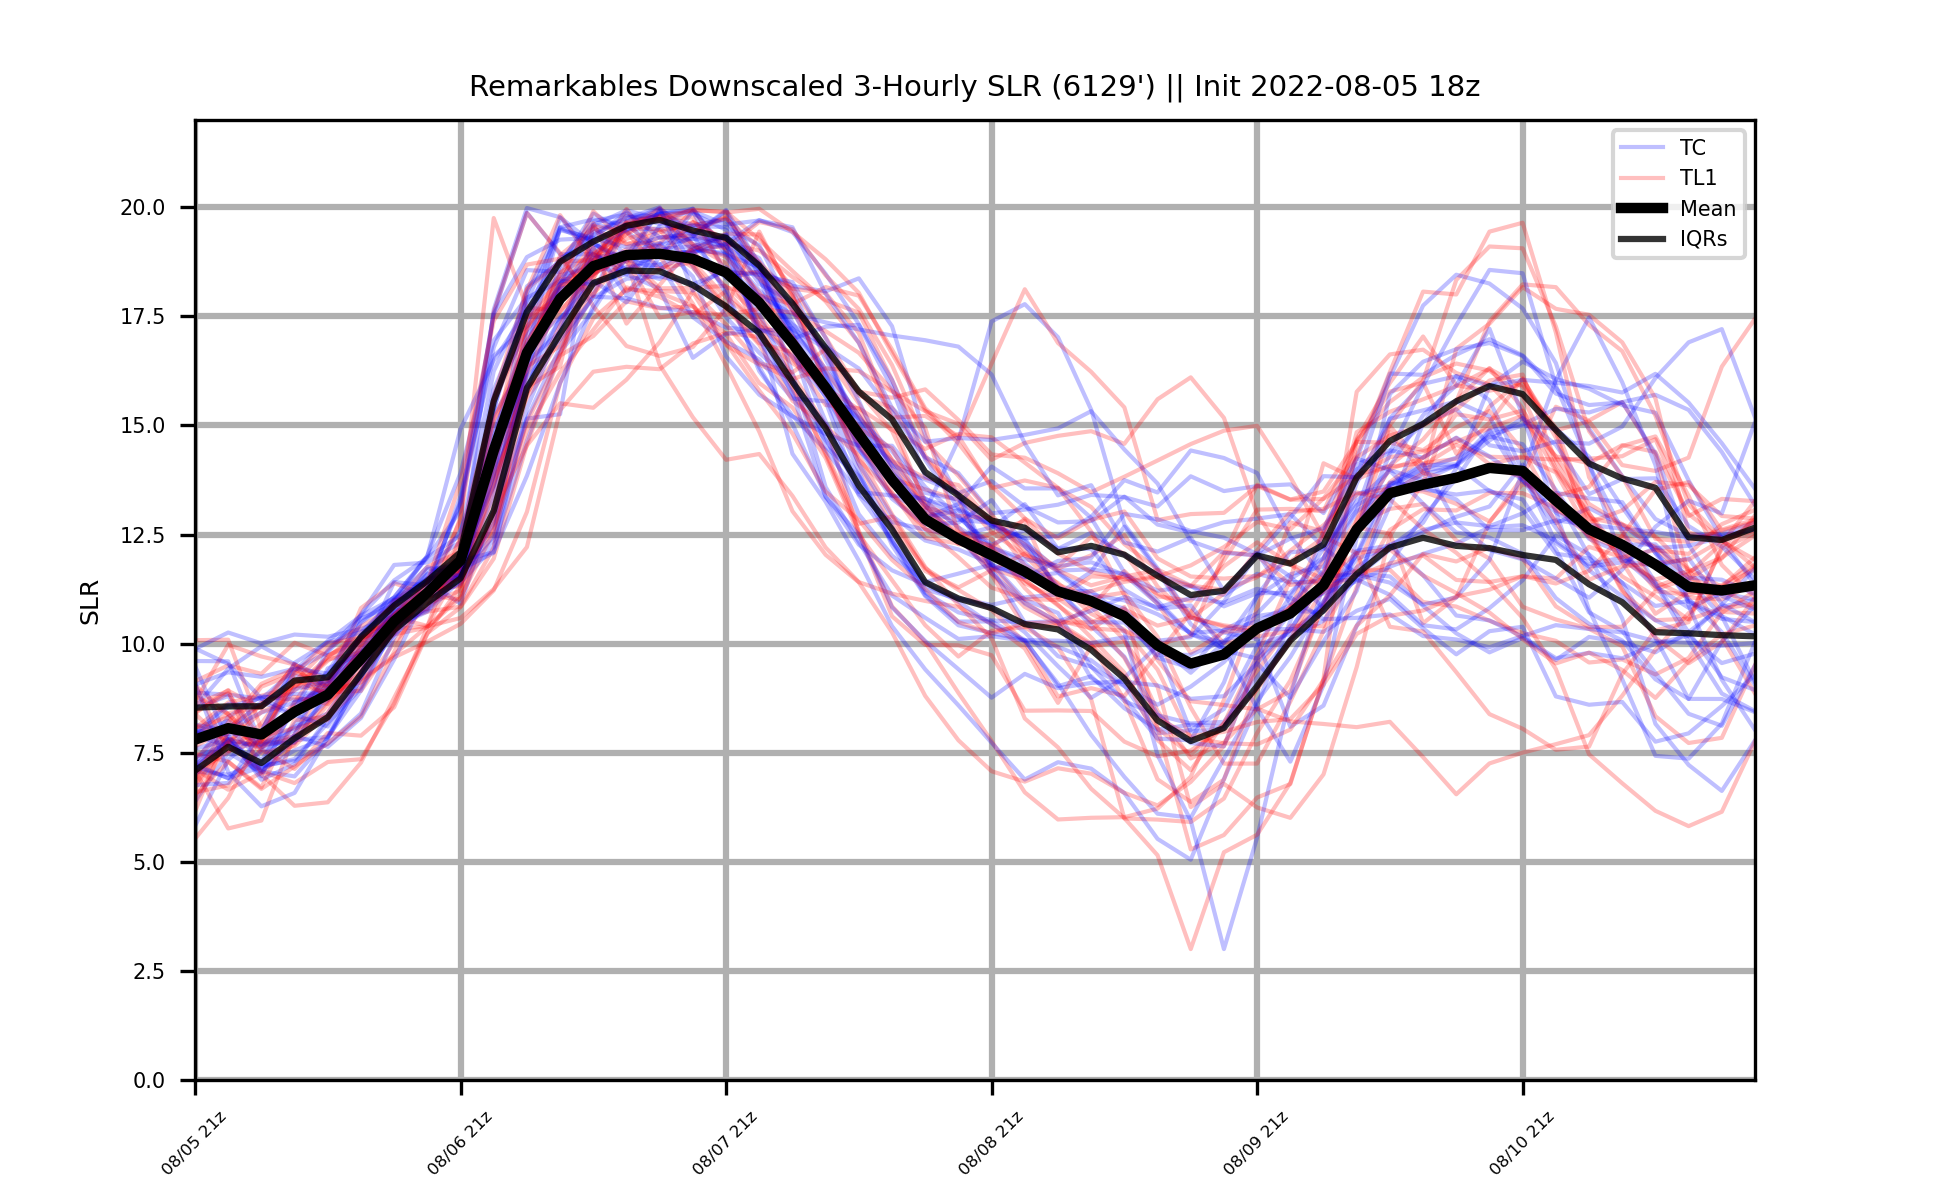 Remarkables Downscaled 3-Hourly SLR (6129') || Init 2022-08-05 18z
TC
TL1
Mean
IQRs
20.0
17.5
15.0
12.5
10.0
7.5
5.0
2.5
0.0
SLR
08/05 21z
08/06 21z
08/07 21z
08/08 21z
08/09 21z
08/10 21z